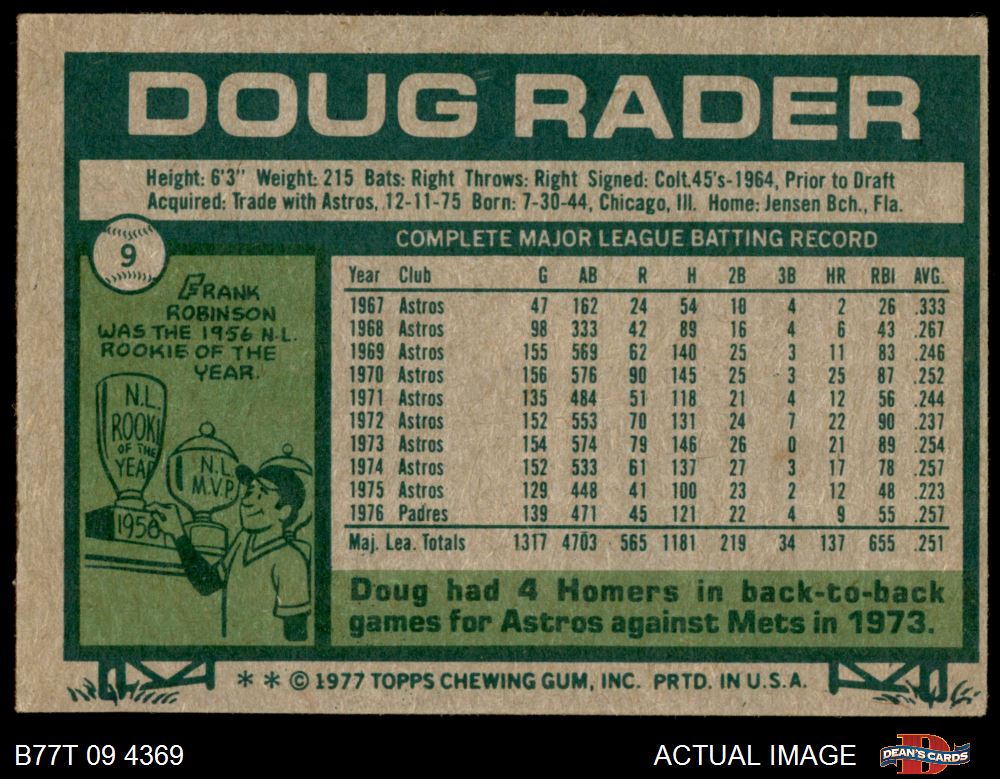 DOUG RADER
Height: 6'3" Weight: 215 Bats: Right Throws: Right Signed: Colt.45's-1964, Prior to Draft
Acquired: Trade with Astros, 12-11-75 Born: 7-30-44, Chicago, Ill. Home: Jensen Bch., Fla.
9
FRANK
ROBINSON
WAS THE 1956 N.L.
ROOKIE OF THE
YEAR.
N.L.
ROOKI
OF THE
YEAR
1956
N.L.
M.V.P
COMPLETE MAJOR LEAGUE BATTING RECORD
Year Club G AB R H 2B 3B HR RBI AVG.
1967 Astros 47 162 24 54 10 4 2 26 .333
1968 Astros 98 333 42 89 16 4 6 43 .267
1969 Astros 155 569 62 140 25 3 11 83 .246
1970 Astros 156 576 90 145 25 3 25 87 .252
1971 Astros 135 484 51 118 21 4 12 56 .244
1972 Astros 152 553 70 131 24 7 22 90 .237
1973 Astros 154 574 79 146 26 0 21 89 .254
1974 Astros 152 533 61 137 27 3 17 78 .257
1975 Astros 129 448 41 100 23 2 12 48 .223
1976 Padres 139 471 45 121 22 4 9 55 .257
Maj. Lea. Totals 1317 4703 565 1181 219 34 137 655 .251
Doug had 4 Homers in back-to-back
games for Astros against Mets in 1973.
* * © 1977 TOPPS CHEWING GUM, INC. PRTD. IN U.S.A.
B77T 09 4369
ACTUAL IMAGE
D
DEAN'S CARDS